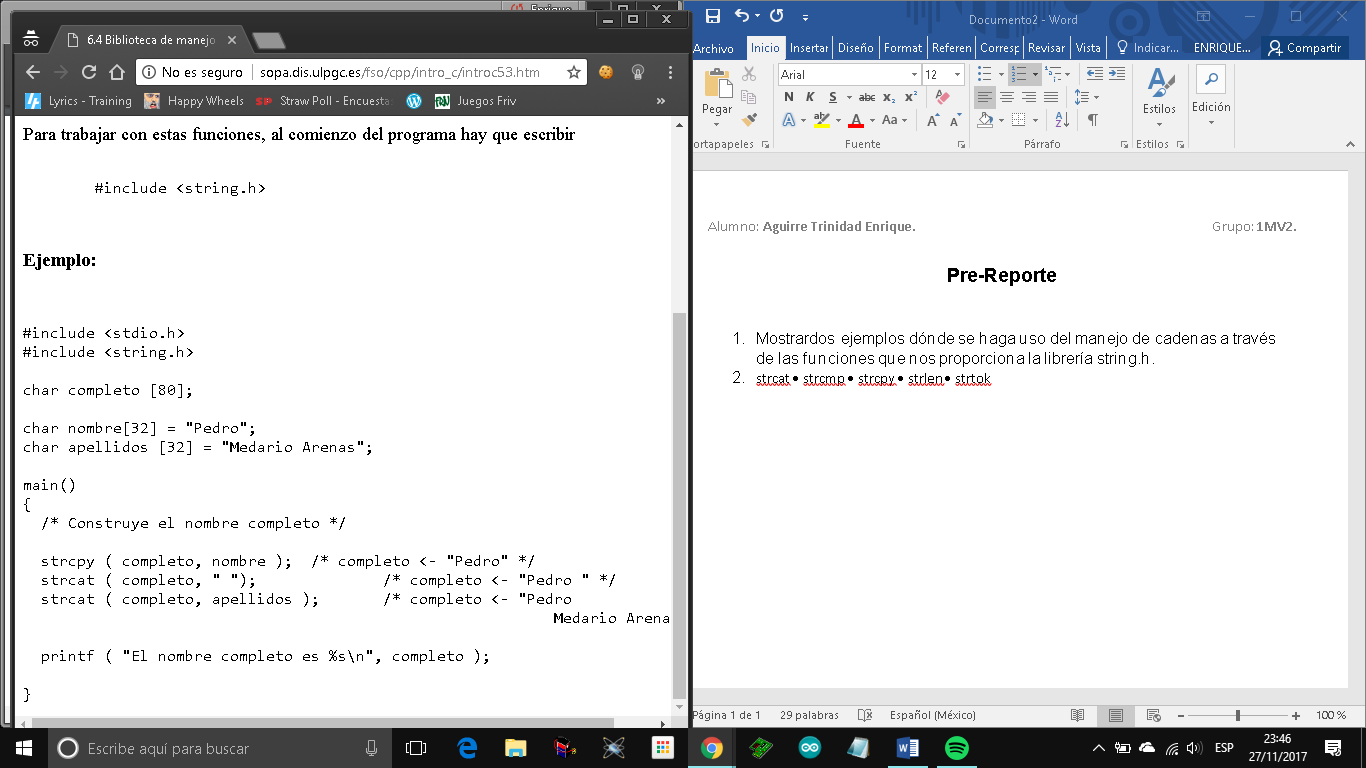 Enrique
6.4 Biblioteca de manejo
No es seguro
sopa.dis.ulpgc.es/fso/cpp/intro_c/introc53.htm
Lyrics - Training
Happy Wheels
Straw Poll - Encuesta
Juegos Friv
»
Para trabajar con estas funciones, al comienzo del programa hay que escribir
#include <string.h>
Ejemplo:
#include <stdio.h>
#include <string.h>
char completo [80];
char nombre[32] = "Pedro";
char apellidos [32] = "Medario Arenas";
main()
{
/* Construye el nombre completo */
strcpy ( completo, nombre );  /* completo <- "Pedro" */
strcat ( completo, " ");  /* completo <- "Pedro " */
strcat ( completo, apellidos );  /* completo <- "Pedro
Medario Arena
printf ( "El nombre completo es %s\n", completo );
}
Documento2 - Word
Archivo Inicio Insertar Diseño Format Referen Corresp Revisar Vista Indicar... ENRIQUE... Compartir
Arial 12
N K S abc x₂ x²
A aby A Aa A A
Pegar
Estilos
Edición
ortapapeles Fuente Párrafo Estilos
Alumno: Aguirre Trinidad Enrique. Grupo: 1MV2.
Pre-Reporte
1. Mostrardos ejemplos dónde se haga uso del manejo de cadenas a través
de las funciones que nos proporciona la librería string.h.
2. strcat • strcmp • strcpy • strlen • strtok
Página 1 de 1 29 palabras Español (México) 100 %
Escribe aquí para buscar
ESP
23:46
27/11/2017